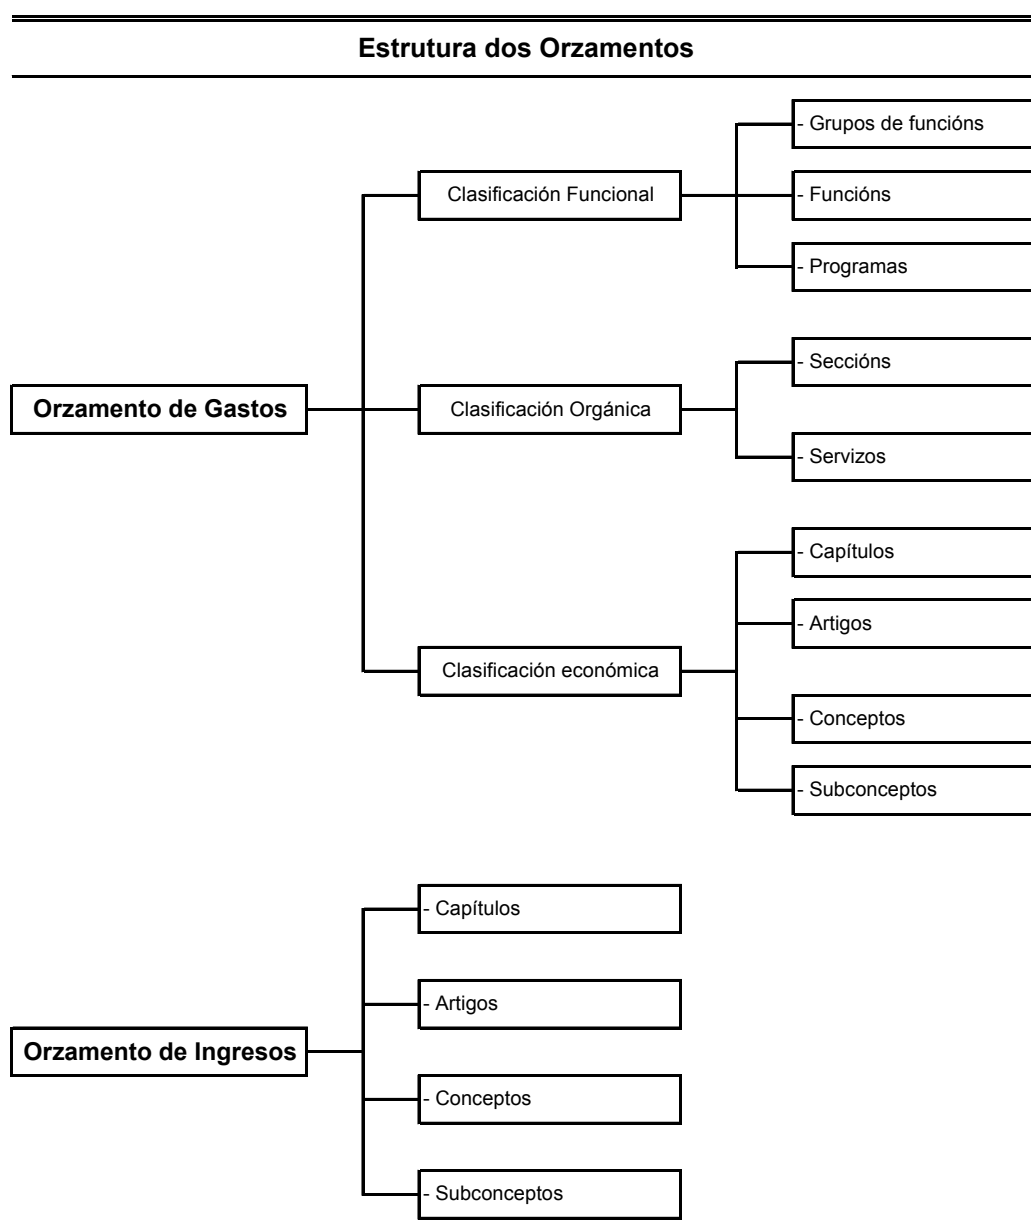 Estrutura dos Orzamentos
Orzamento de Gastos
Clasificación Funcional
- Grupos de funcións
- Funcións
- Programas
Clasificación Orgánica
- Seccións
- Servizos
Clasificación económica
- Capítulos
- Artigos
- Conceptos
- Subconceptos
Orzamento de Ingresos
- Capítulos
- Artigos
- Conceptos
- Subconceptos